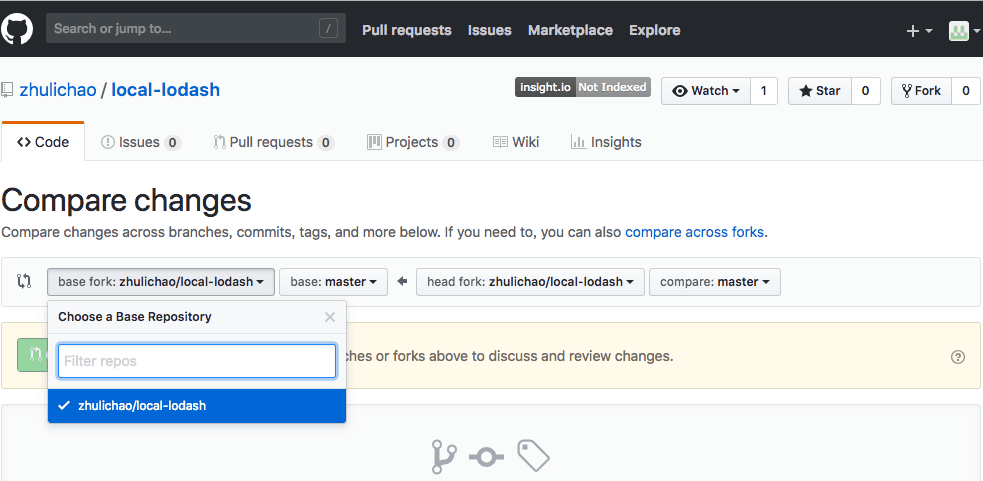 Search or jump to... / Pull requests Issues Marketplace Explore
zhulichao / local-lodash insight.io Not Indexed Watch 1 Star 0 Fork 0
Code Issues 0 Pull requests 0 Projects 0 Wiki Insights
Compare changes
Compare changes across branches, commits, tags, and more below. If you need to, you can also compare across forks.
base fork: zhulichao/local-lodash base: master head fork: zhulichao/local-lodash compare: master
Choose a Base Repository
Filter repos
or forks above to discuss and review changes.
zhulichao/local-lodash